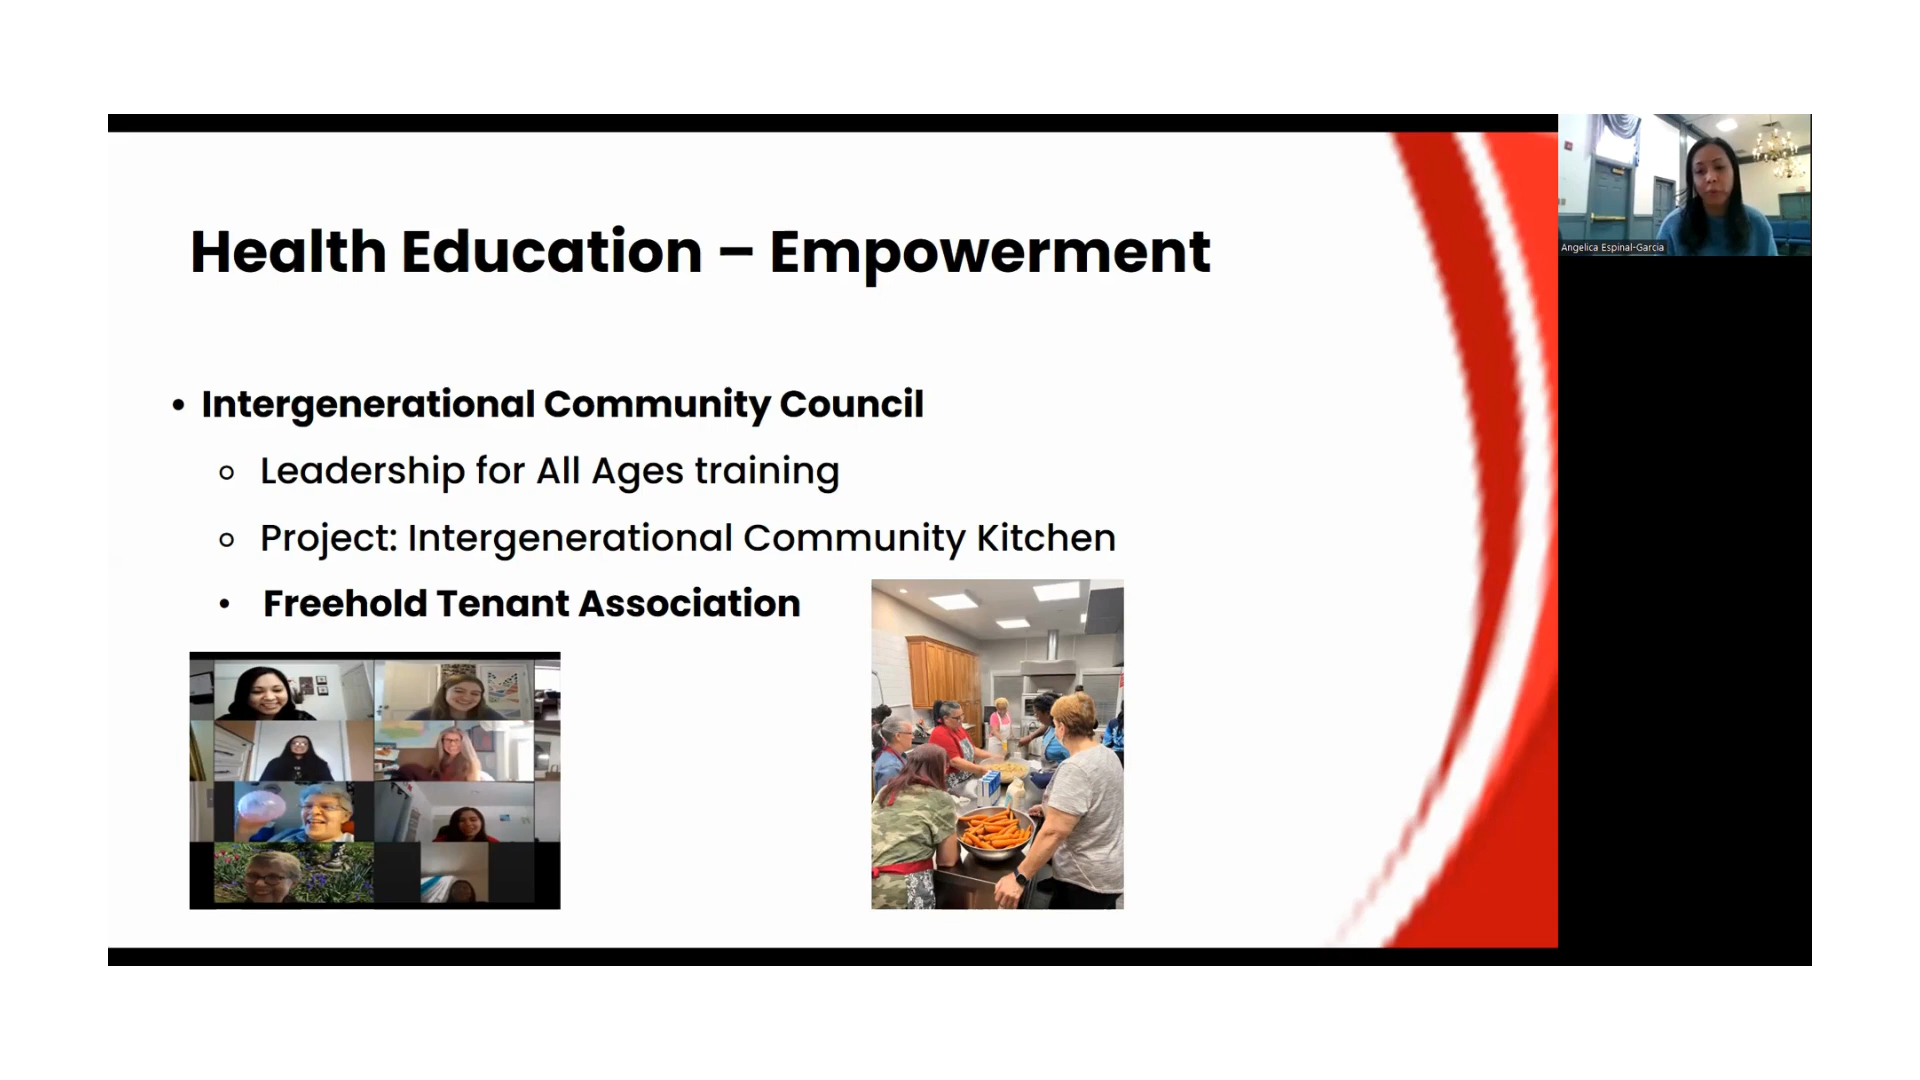 Health Education – Empowerment
• Intergenerational Community Council
○ Leadership for All Ages training
○ Project: Intergenerational Community Kitchen
• Freehold Tenant Association
Angelica Espinal-Garcia